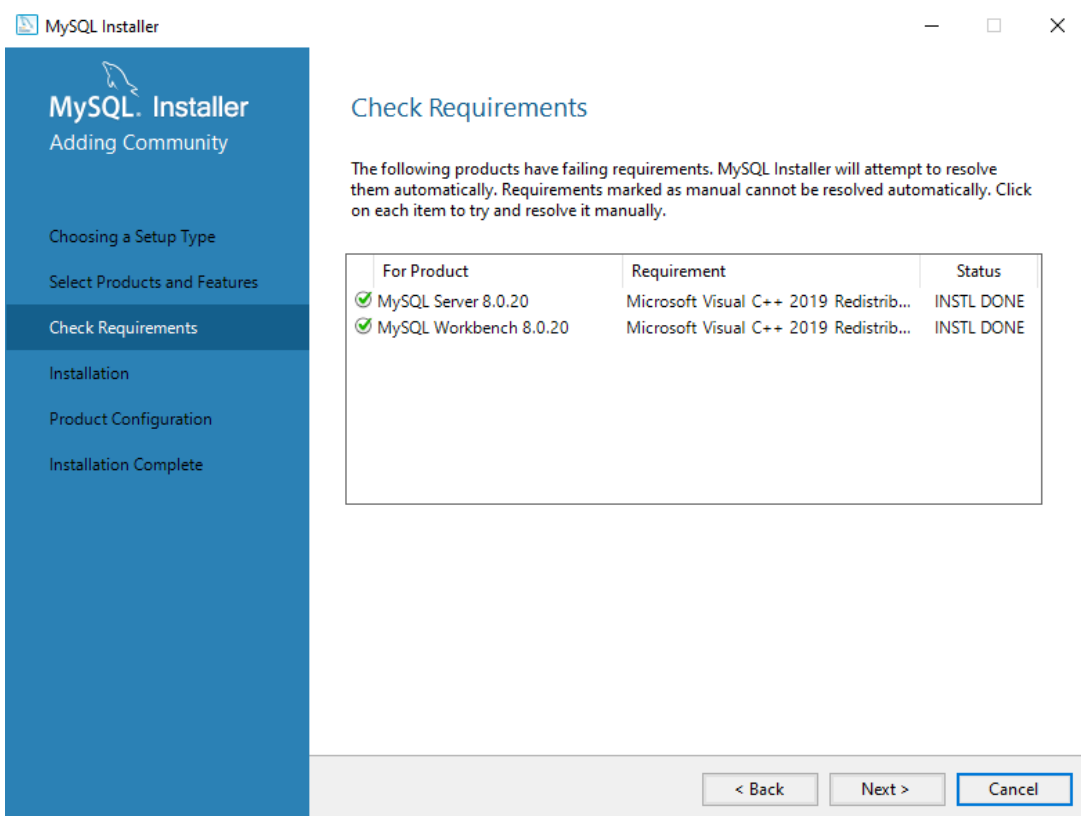 MySQL Installer
MySQL. Installer
Adding Community
Choosing a Setup Type
Select Products and Features
Check Requirements
Installation
Product Configuration
Installation Complete
Check Requirements
The following products have failing requirements. MySQL Installer will attempt to resolve
them automatically. Requirements marked as manual cannot be resolved automatically. Click
on each item to try and resolve it manually.
For Product Requirement Status
MySQL Server 8.0.20 Microsoft Visual C++ 2019 Redistrib... INSTL DONE
MySQL Workbench 8.0.20 Microsoft Visual C++ 2019 Redistrib... INSTL DONE
< Back Next > Cancel